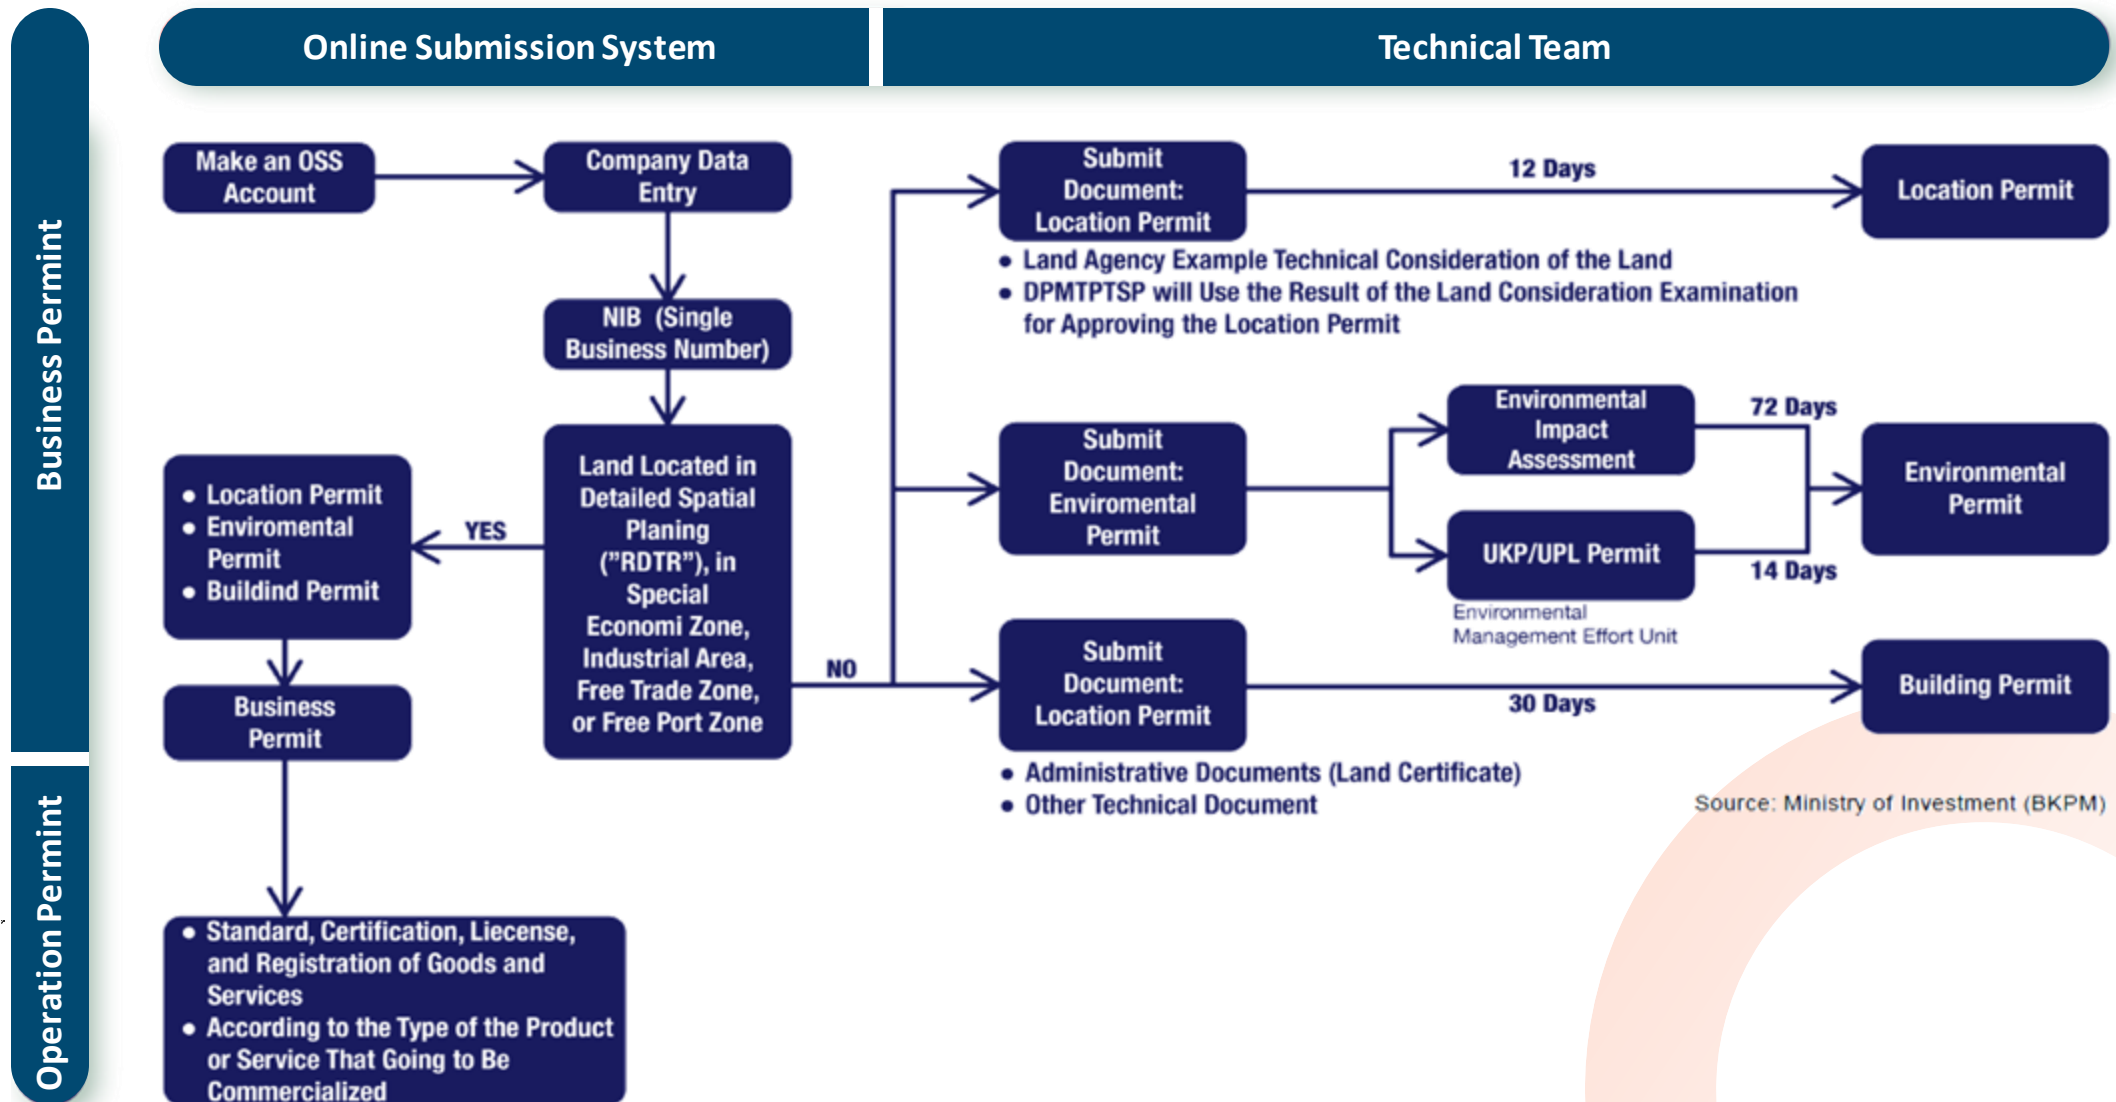 Online Submission System
Technical Team
Business Permint
Operation Permint
Make an OSS
Account
Company Data
Entry
NIB (Single
Business Number)
Land Located in
Detailed Spatial
Planing
("RDTR"), in
Special
Economi Zone,
Industrial Area,
Free Trade Zone,
or Free Port Zone
YES
NO
● Location Permit
● Enviromental
Permit
● Buildind Permit
Business
Permit
● Standard, Certification, Liecense,
and Registration of Goods and
Services
● According to the Type of the Product
or Service That Going to Be
Commercialized
Submit
Document:
Location Permit
12 Days
Location Permit
● Land Agency Example Technical Consideration of the Land
● DPMTPTSP will Use the Result of the Land Consideration Examination
for Approving the Location Permit
Submit
Document:
Enviromental
Permit
Environmental
Impact
Assessment
72 Days
UKP/UPL Permit
14 Days
Environmental
Management Effort Unit
Environmental
Permit
Submit
Document:
Location Permit
30 Days
Building Permit
● Administrative Documents (Land Certificate)
● Other Technical Document
Source: Ministry of Investment (BKPM)